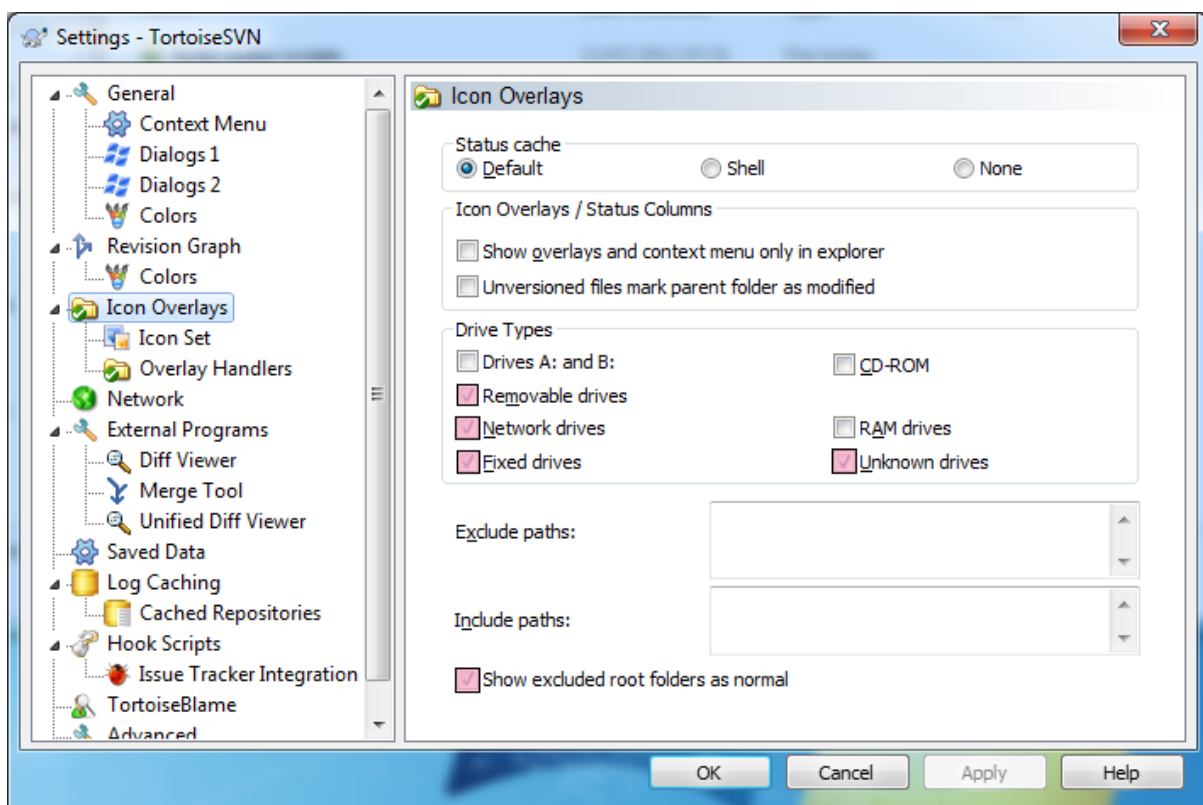 Settings - TortoiseSVN
General
Context Menu
Dialogs 1
Dialogs 2
Colors
Revision Graph
Colors
Icon Overlays
Icon Set
Overlay Handlers
Network
External Programs
Diff Viewer
Merge Tool
Unified Diff Viewer
Saved Data
Log Caching
Cached Repositories
Hook Scripts
Issue Tracker Integration
TortoiseBlame
Advanced
Icon Overlays
Status cache
Default Shell None
Icon Overlays / Status Columns
Show overlays and context menu only in explorer
Unversioned files mark parent folder as modified
Drive Types
Drives A: and B: CD-ROM
Removable drives
Network drives RAM drives
Fixed drives Unknown drives
Exclude paths:
Include paths:
Show excluded root folders as normal
OK Cancel Apply Help